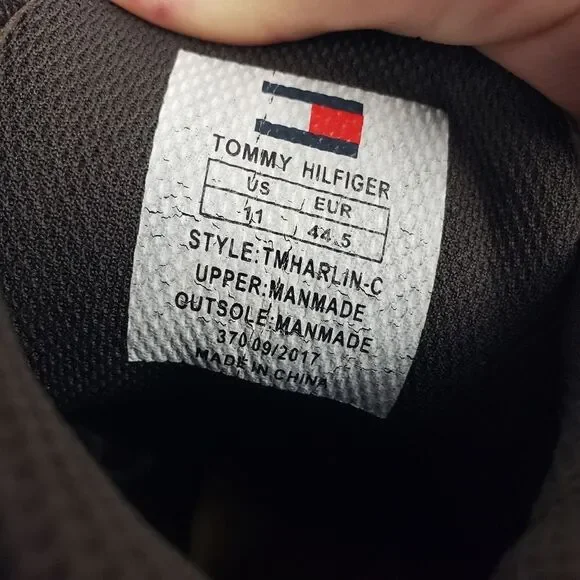 TOMMY HILFIGER
US EUR
11 44.5
STYLE:TMHARLIN-C
UPPER:MANMADE
OUTSOLE:MANMADE
370 09/2017
MADE IN CHINA